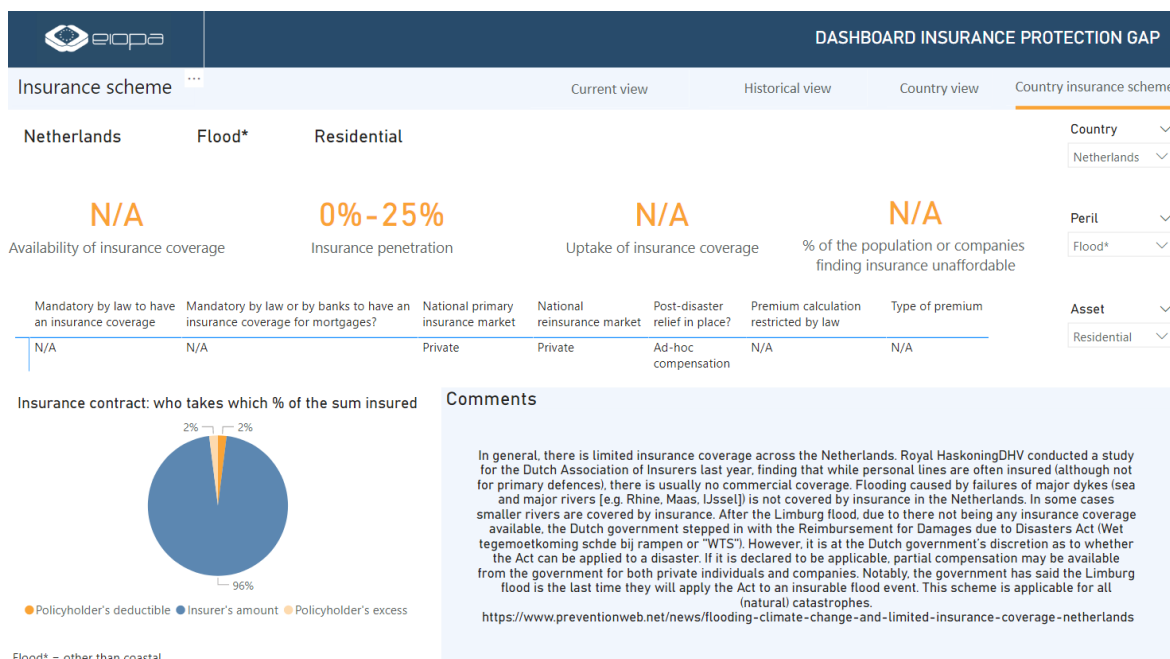 eiopa
DASHBOARD INSURANCE PROTECTION GAP
Insurance scheme ...
Current view
Historical view
Country view
Country insurance scheme
Netherlands
Flood*
Residential
Country
Netherlands
N/A
Availability of insurance coverage
0%-25%
Insurance penetration
N/A
Uptake of insurance coverage
N/A
% of the population or companies
finding insurance unaffordable
Peril
Flood*
Asset
Residential
Mandatory by law to have
an insurance coverage
Mandatory by law or by banks to have an
insurance coverage for mortgages?
National primary
insurance market
National
reinsurance market
Post-disaster
relief in place?
Premium calculation
restricted by law
Type of premium
N/A
N/A
Private
Private
Ad-hoc
compensation
N/A
N/A
Insurance contract: who takes which % of the sum insured
2%
2%
96%
Policyholder's deductible
Insurer's amount
Policyholder's excess
Comments
In general, there is limited insurance coverage across the Netherlands. Royal HaskoningDHV conducted a study
for the Dutch Association of Insurers last year, finding that while personal lines are often insured (although not
for primary defences), there is usually no commercial coverage. Flooding caused by failures of major dykes (sea
and major rivers [e.g. Rhine, Maas, IJssel]) is not covered by insurance in the Netherlands. In some cases
smaller rivers are covered by insurance. After the Limburg flood, due to there not being any insurance coverage
available, the Dutch government stepped in with the Reimbursement for Damages due to Disasters Act (Wet
tegemoetkoming schde bij rampen or "WTS"). However, it is at the Dutch government's discretion as to whether
the Act can be applied to a disaster. If it is declared to be applicable, partial compensation may be available
from the government for both private individuals and companies. Notably, the government has said the Limburg
flood is the last time they will apply the Act to an insurable flood event. This scheme is applicable for all
(natural) catastrophes.
https://www.preventionweb.net/news/flooding-climate-change-and-limited-insurance-coverage-netherlands
Flood* = other than coastal